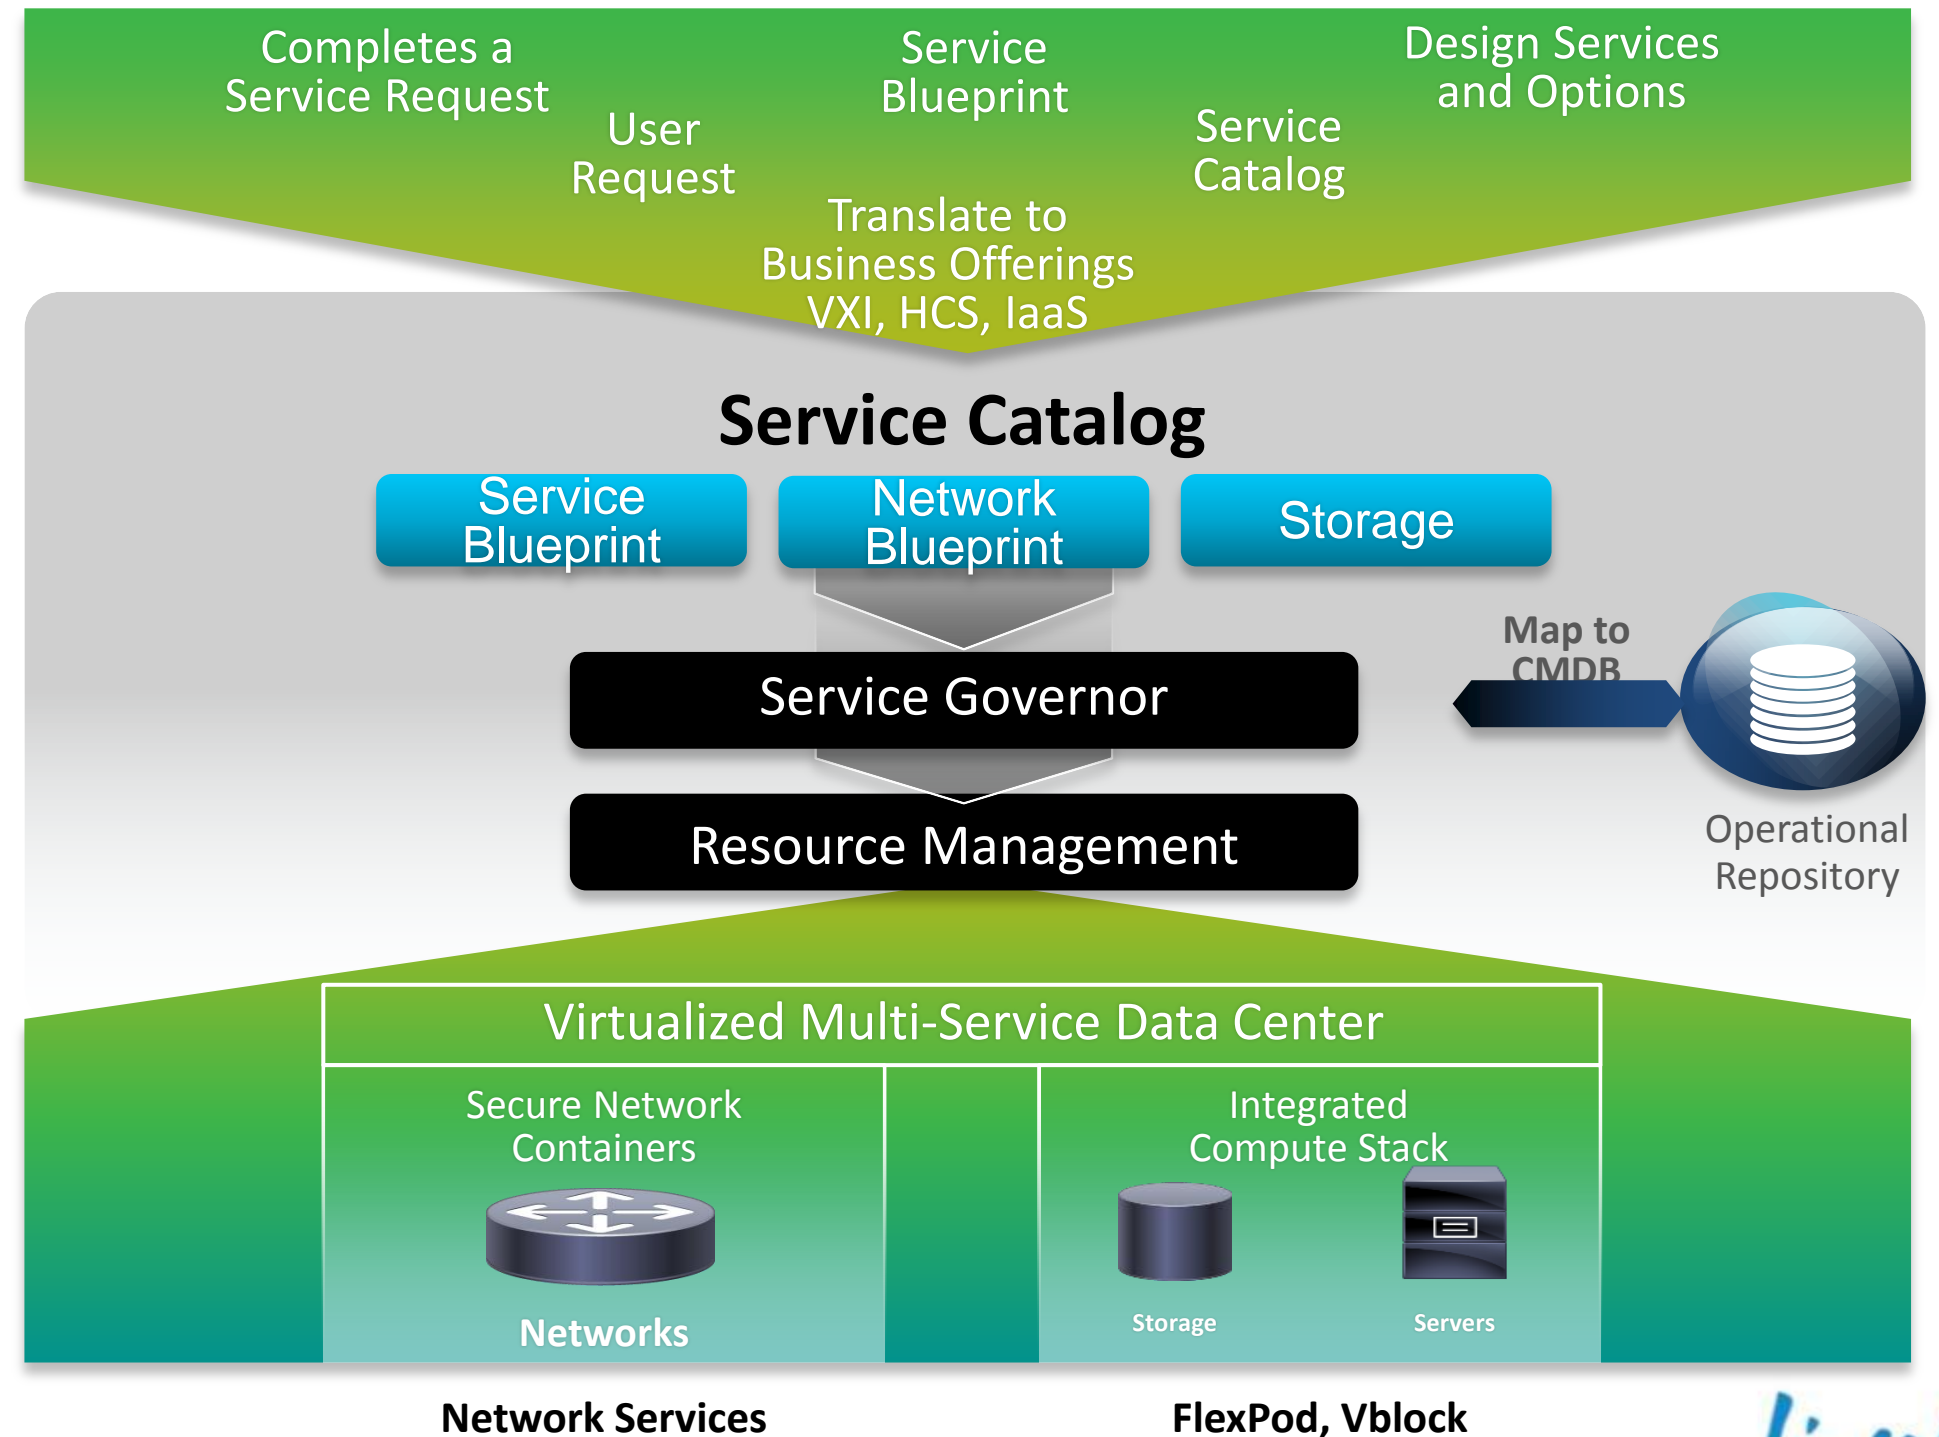 Completes a
Service Request
User
Request
Service
Blueprint
Service
Catalog
Design Services
and Options
Translate to
Business Offerings
VXI, HCS, IaaS
Service Catalog
Service
Blueprint
Network
Blueprint
Storage
Map to
CMDB
Service Governor
Resource Management
Operational
Repository
Virtualized Multi-Service Data Center
Secure Network
Containers
Integrated
Compute Stack
Networks
Storage
Servers
Network Services
FlexPod, Vblock